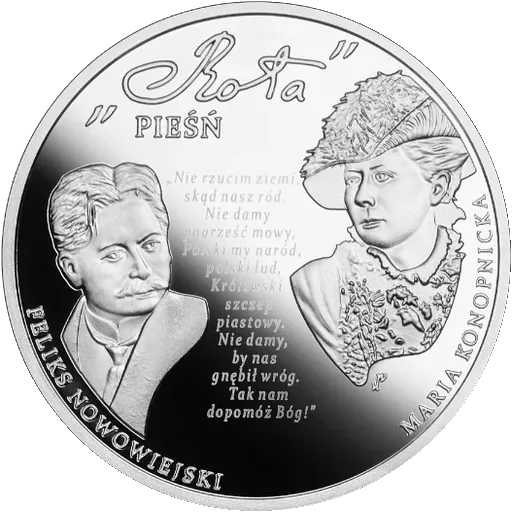 „Rota”
PIEŚŃ
„Nie rzucim ziemi,
skąd nasz ród.
Nie damy
pogrześć mowy,
Polski my naród,
polski lud,
Królewski
szczep
piastowy.
Nie damy,
by nas
gnębił wróg.
Tak nam
dopomóż Bóg!”
FELIKS NOWOWIEJSKI
MARIA KONOPNICKA